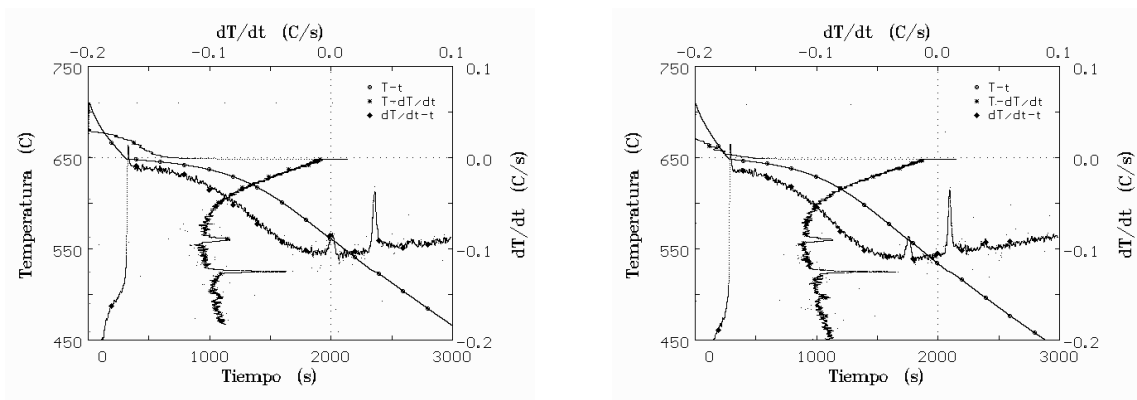 dT/dt (C/s)
-0.2 -0.1 0.0 0.1
750 0.1
T-t
T-dT/dt
dT/dt-t
650 0.0
Temperatura (C)
dT/dt (C/s)
550 -0.1
450 -0.2
0 1000 2000 3000
Tiempo (s)
dT/dt (C/s)
-0.2 -0.1 0.0 0.1
750 0.1
T-t
T-dT/dt
dT/dt-t
650 0.0
Temperatura (C)
dT/dt (C/s)
550 -0.1
450 -0.2
0 1000 2000 3000
Tiempo (s)